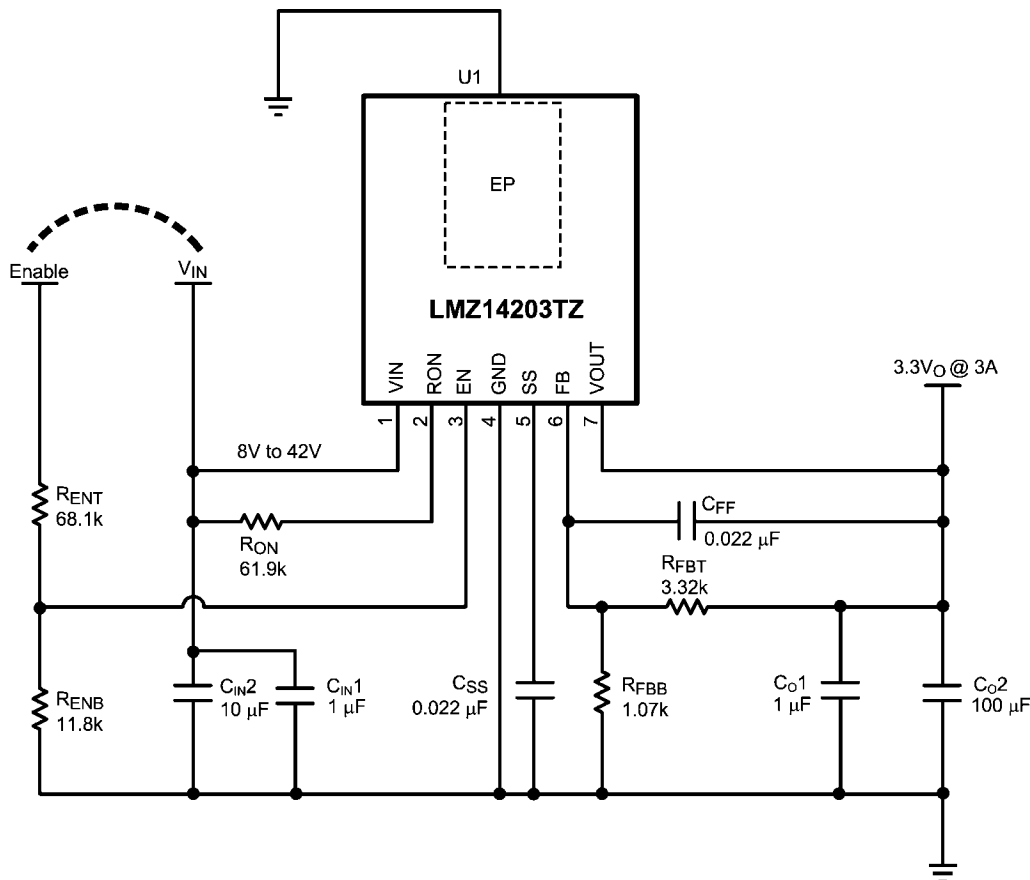 U1
EP
Enable
VIN
LMZ14203TZ
VIN
RON
EN
GND
SS
FB
VOUT
1
2
3
4
5
6
7
3.3VO @ 3A
8V to 42V
RENT
68.1k
RON
61.9k
CFF
0.022 µF
RFBT
3.32k
RENB
11.8k
CIN2
10 µF
CIN1
1 µF
CSS
0.022 µF
RFBB
1.07k
CO1
1 µF
CO2
100 µF